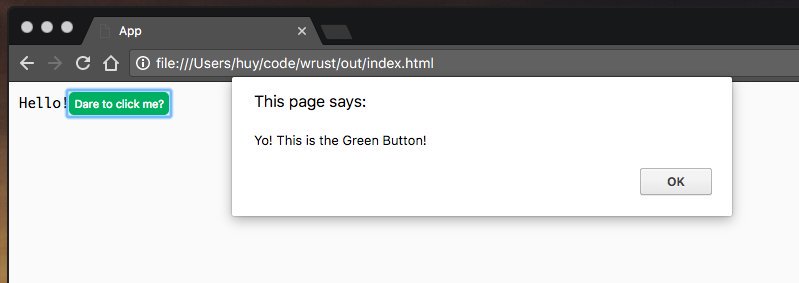 App
file:///Users/huy/code/wrust/out/index.html
Hello! Dare to click me?
This page says:
Yo! This is the Green Button!
OK